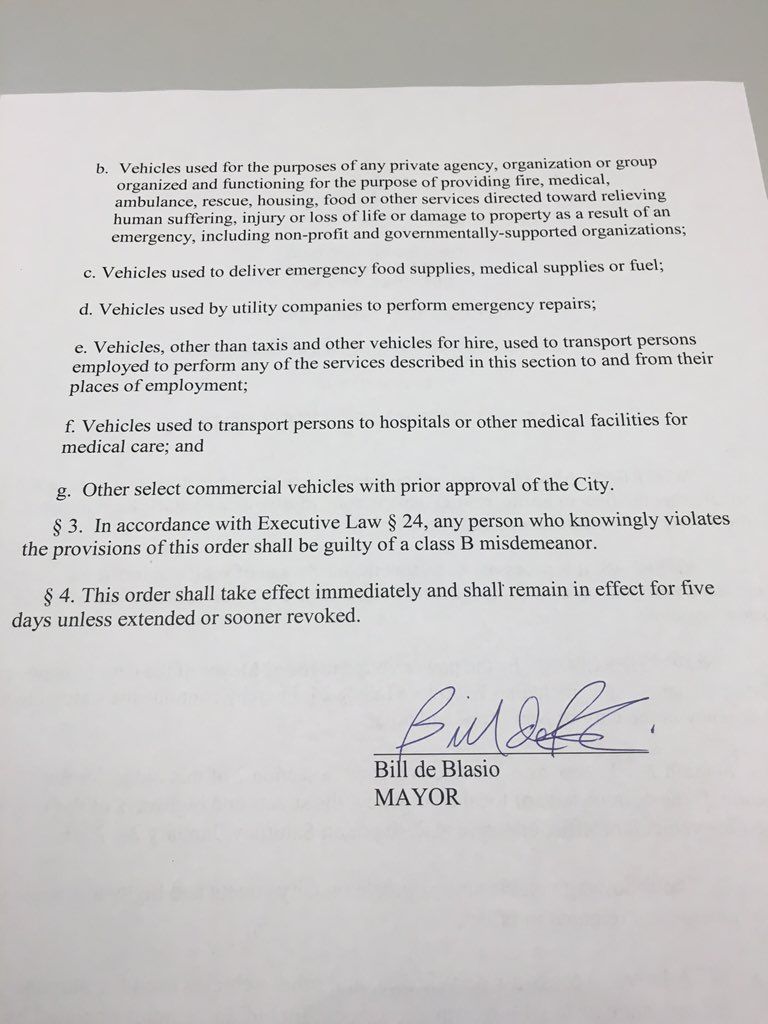 b. Vehicles used for the purposes of any private agency, organization or group
organized and functioning for the purpose of providing fire, medical,
ambulance, rescue, housing, food or other services directed toward relieving
human suffering, injury or loss of life or damage to property as a result of an
emergency, including non-profit and governmentally-supported organizations;
c. Vehicles used to deliver emergency food supplies, medical supplies or fuel;
d. Vehicles used by utility companies to perform emergency repairs;
e. Vehicles, other than taxis and other vehicles for hire, used to transport persons
employed to perform any of the services described in this section to and from their
places of employment;
f. Vehicles used to transport persons to hospitals or other medical facilities for
medical care; and
g. Other select commercial vehicles with prior approval of the City.
§ 3. In accordance with Executive Law § 24, any person who knowingly violates
the provisions of this order shall be guilty of a class B misdemeanor.
§ 4. This order shall take effect immediately and shall remain in effect for five
days unless extended or sooner revoked.
Bill de Blasio
MAYOR